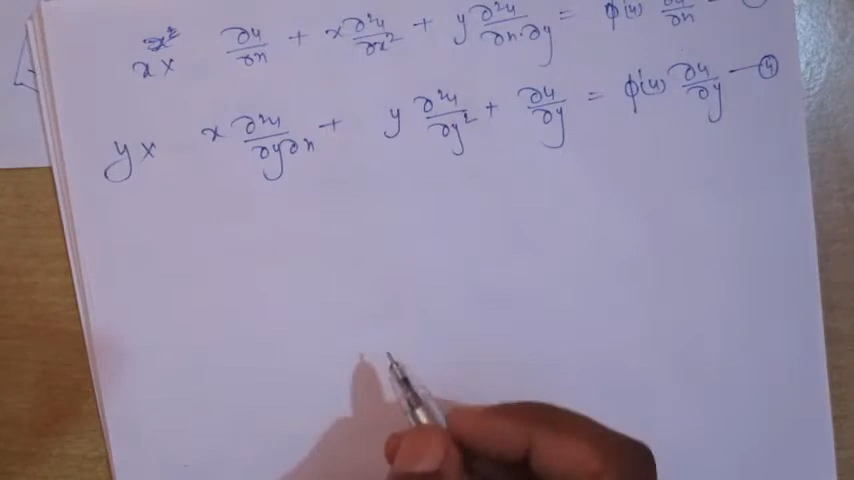 x× ∂u/∂x + x ∂²u/∂x² + y ∂²u/∂x·∂y = φ'(u) ∂u/∂x —
y× x ∂²u/∂y∂x + y ∂²u/∂y² + ∂u/∂y = φ'(u) ∂u/∂y — ④